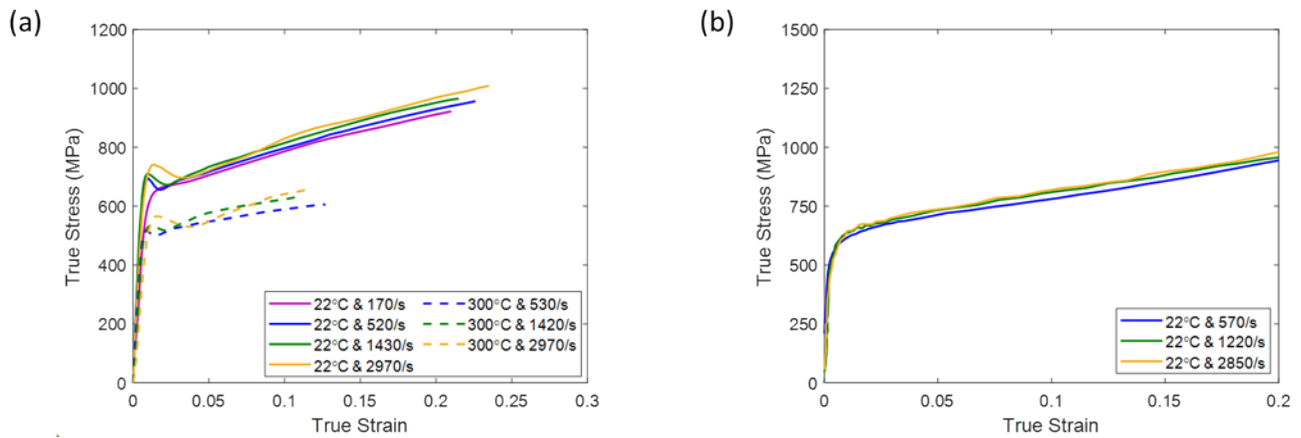 (a)
1200
1000
800
600
400
200
0
True Stress (MPa)
22°C & 170/s
22°C & 520/s
22°C & 1430/s
22°C & 2970/s
300°C & 530/s
300°C & 1420/s
300°C & 2970/s
0 0.05 0.1 0.15 0.2 0.25 0.3
True Strain
(b)
1500
1250
1000
750
500
250
0
True Stress (MPa)
22°C & 570/s
22°C & 1220/s
22°C & 2850/s
0 0.05 0.1 0.15 0.2
True Strain